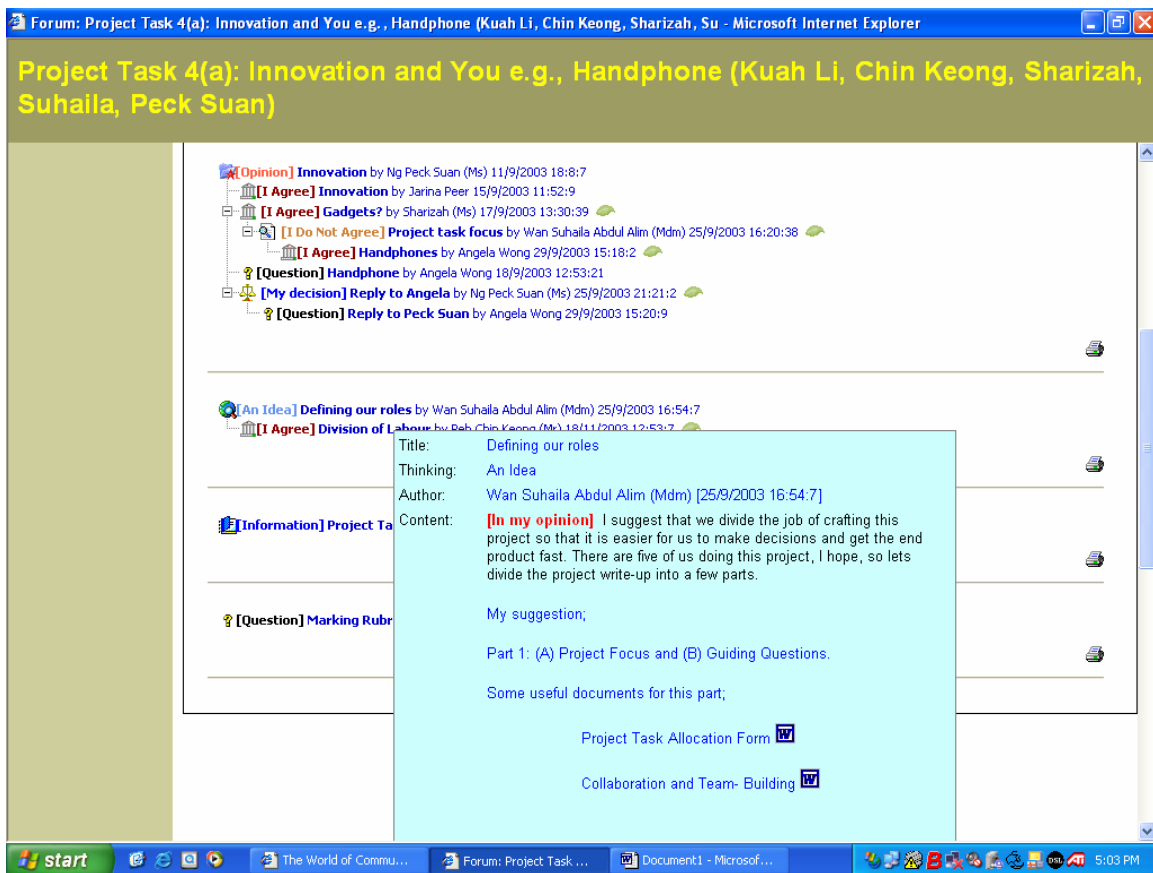 Forum: Project Task 4(a): Innovation and You e.g., Handphone (Kuah Li, Chin Keong, Sharizah, Su - Microsoft Internet Explorer
Project Task 4(a): Innovation and You e.g., Handphone (Kuah Li, Chin Keong, Sharizah,
Suhaila, Peck Suan)
[Opinion] Innovation by Ng Peck Suan (Ms) 11/9/2003 18:8:7
[I Agree] Innovation by Jarina Peer 15/9/2003 11:52:9
[I Agree] Gadgets? by Sharizah (Ms) 17/9/2003 13:30:39
[I Do Not Agree] Project task focus by Wan Suhaila Abdul Alim (Mdm) 25/9/2003 16:20:38
[I Agree] Handphones by Angela Wong 29/9/2003 15:18:2
? [Question] Handphone by Angela Wong 18/9/2003 12:53:21
[My decision] Reply to Angela by Ng Peck Suan (Ms) 25/9/2003 21:21:2
? [Question] Reply to Peck Suan by Angela Wong 29/9/2003 15:20:9
[An Idea] Defining our roles by Wan Suhaila Abdul Alim (Mdm) 25/9/2003 16:54:7
[I Agree] Division of Labour by Peh Chin Keong (Mr) 18/11/2003 12:53:7
Title: Defining our roles
Thinking: An Idea
Author: Wan Suhaila Abdul Alim (Mdm) [25/9/2003 16:54:7]
Content: [In my opinion] I suggest that we divide the job of crafting this
project so that it is easier for us to make decisions and get the end
product fast. There are five of us doing this project, I hope, so lets
divide the project write-up into a few parts.
[Information] Project Ta
? [Question] Marking Rubr
My suggestion;
Part 1: (A) Project Focus and (B) Guiding Questions.
Some useful documents for this part;
Project Task Allocation Form
Collaboration and Team- Building
start
The World of Commu...
Forum: Project Task ...
Document1 - Microsof...
5:03 PM